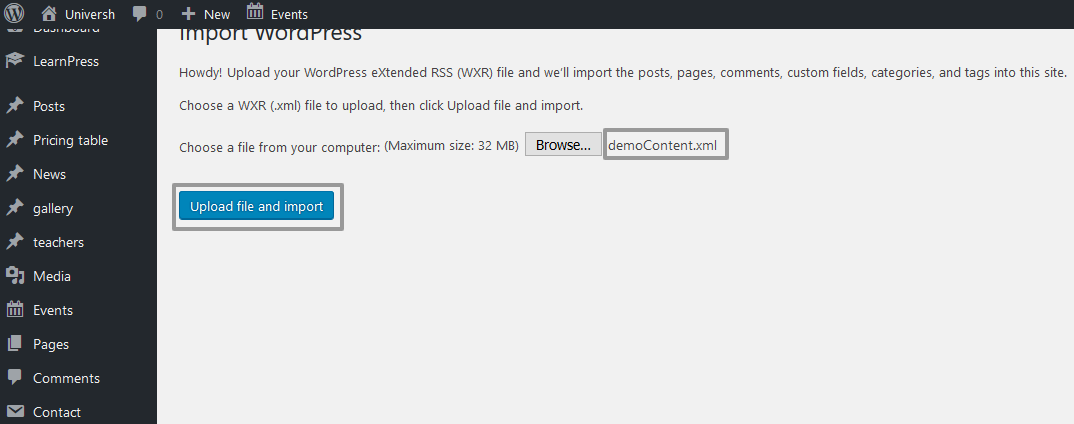 Universh 0 New Events
Dashboard
LearnPress
Posts
Pricing table
News
gallery
teachers
Media
Events
Pages
Comments
Contact
Import WordPress
Howdy! Upload your WordPress eXtended RSS (WXR) file and we'll import the posts, pages, comments, custom fields, categories, and tags into this site.
Choose a WXR (.xml) file to upload, then click Upload file and import.
Choose a file from your computer: (Maximum size: 32 MB) Browse... demoContent.xml
Upload file and import